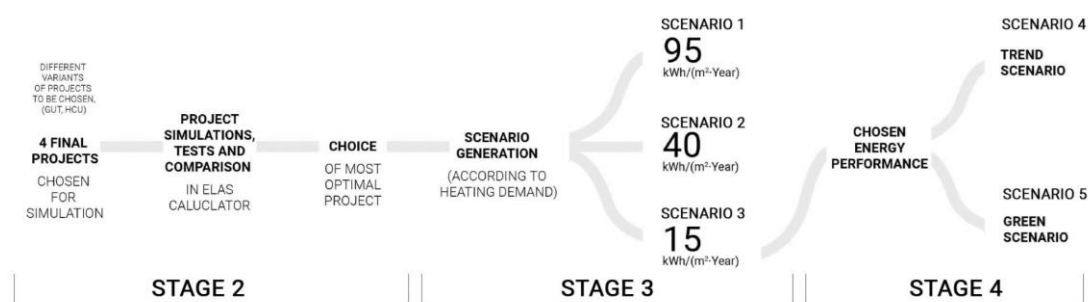 DIFFERENT
VARIANTS
OF PROJECTS
TO BE CHOSEN,
(GUT, HCU)
4 FINAL
PROJECTS
CHOSEN
FOR
SIMULATION
PROJECT
SIMULATIONS,
TESTS AND
COMPARISON
IN ELAS
CALUCLATOR
CHOICE
OF MOST
OPTIMAL
PROJECT
SCENARIO
GENERATION
(ACCORDING TO
HEATING DEMAND)
SCENARIO 1
95
kWh/(m²·Year)
SCENARIO 2
40
kWh/(m²·Year)
SCENARIO 3
15
kWh/(m²·Year)
CHOSEN
ENERGY
PERFORMANCE
SCENARIO 4
TREND
SCENARIO
SCENARIO 5
GREEN
SCENARIO
STAGE 2
STAGE 3
STAGE 4